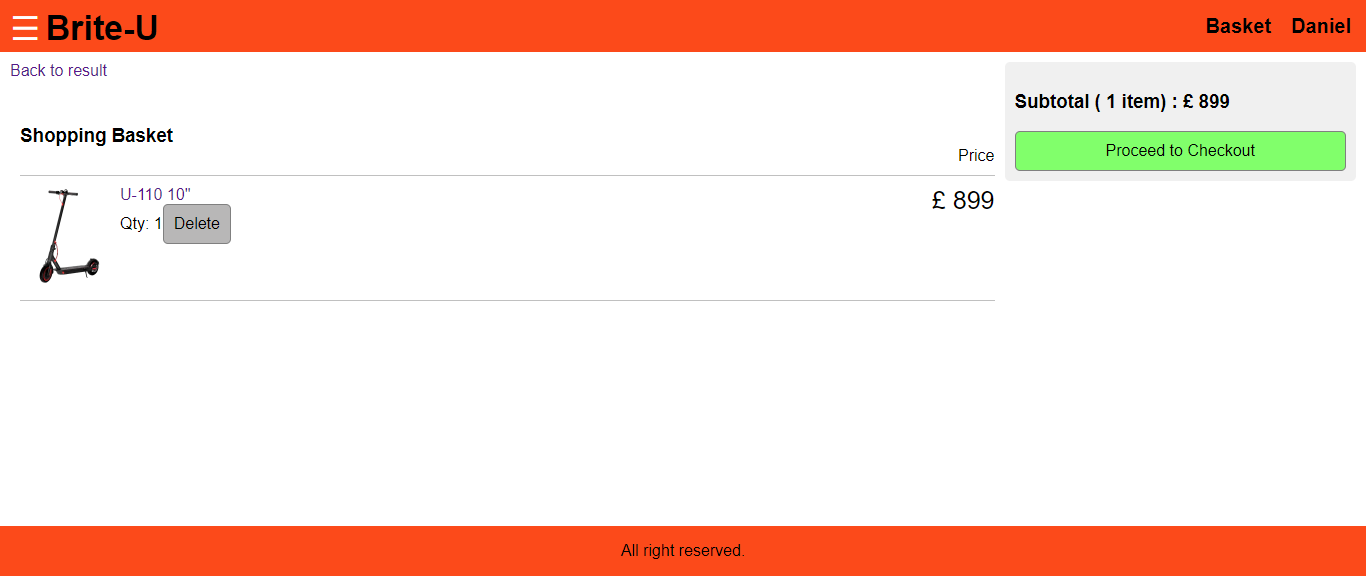 ☰ Brite-U
Basket Daniel
Back to result
Subtotal ( 1 item) : £ 899
Proceed to Checkout
Shopping Basket
Price
U-110 10"
£ 899
Qty: 1 Delete
All right reserved.